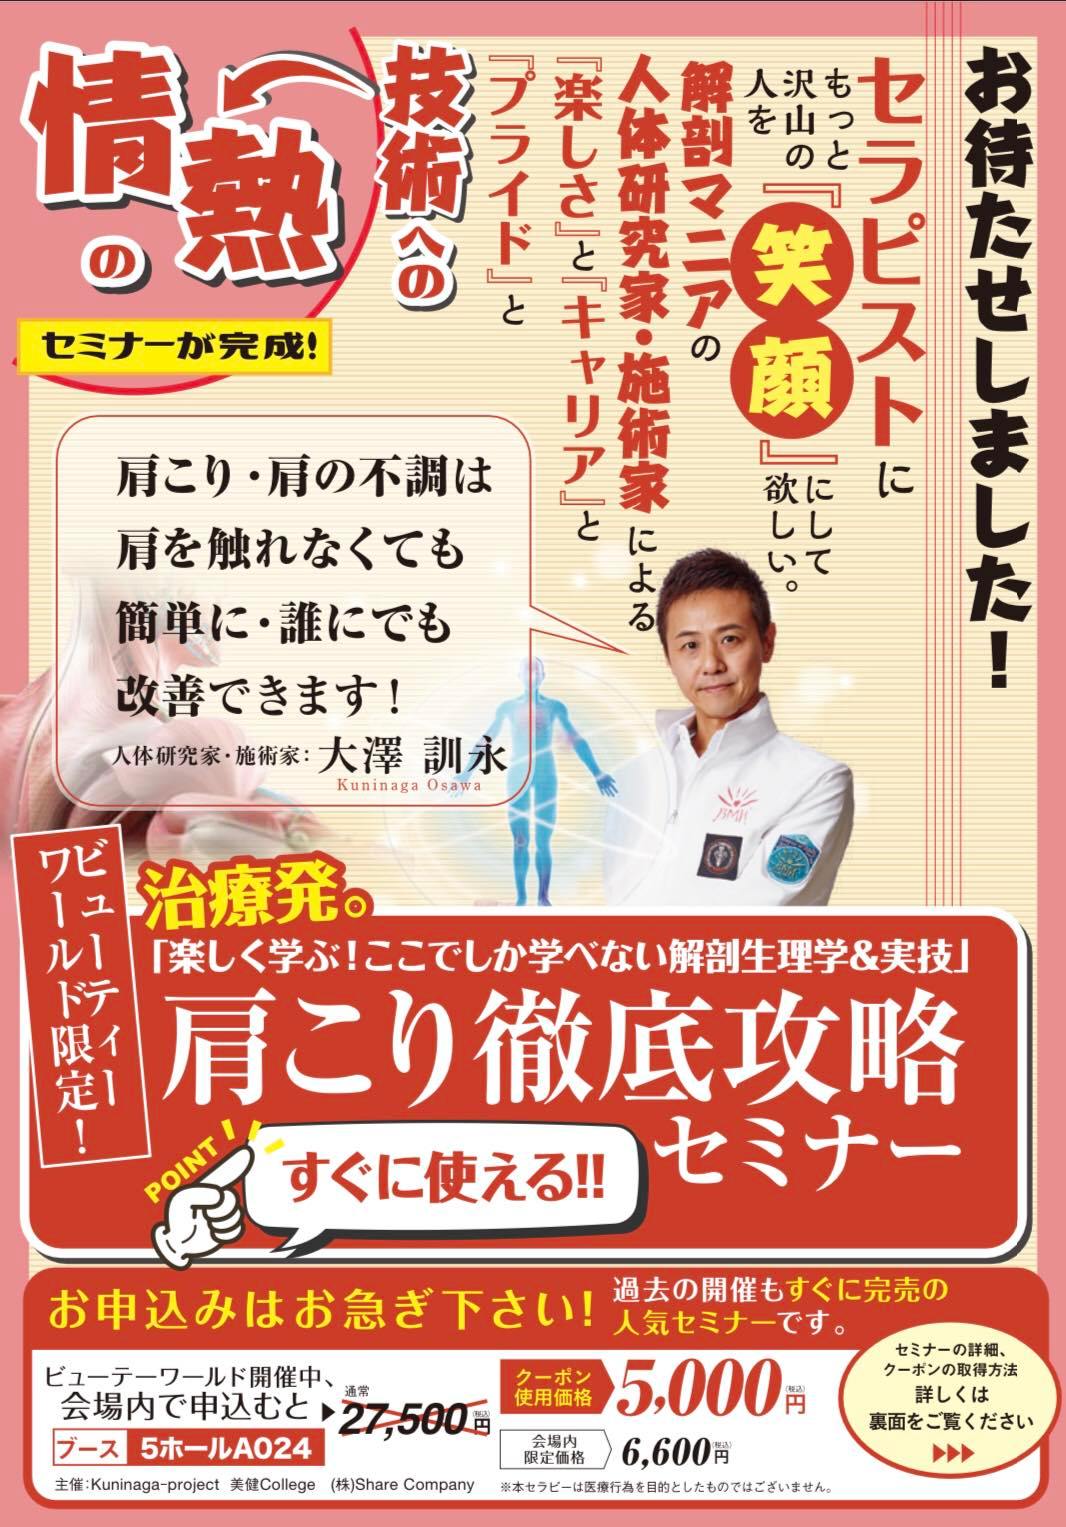 お待たせしました！
セラピストに
もっと
沢山の
人を
『笑顔』
にして
欲しい。
解剖マニアの
人体研究家・施術家による
『楽しさ』と『キャリア』と
『プライド』と
技術への
情熱の
セミナーが完成！
肩こり・肩の不調は
肩を触れなくても
簡単に・誰にでも
改善できます！
人体研究家・施術家：大澤 訓永
Kuninaga Osawa
BMK
ビューティー
ワールド限定！
治療発。
「楽しく学ぶ！ここでしか学べない解剖生理学&実技」
肩こり徹底攻略
セミナー
POINT！
すぐに使える!!
お申込みはお急ぎ下さい！
過去の開催もすぐに完売の
人気セミナーです。
ビューテーワールド開催中、
会場内で申込むと▶
通常
27,500円(税込)
ブース 5ホールA024
クーポン
使用価格
5,000円(税込)
会場内
限定価格
6,600円(税込)
セミナーの詳細、
クーポンの取得方法
詳しくは
裏面をご覧ください
▶▶▶
主催：Kuninaga-project 美健College (株)Share Company
※本セラピーは医療行為を目的としたものではございません。